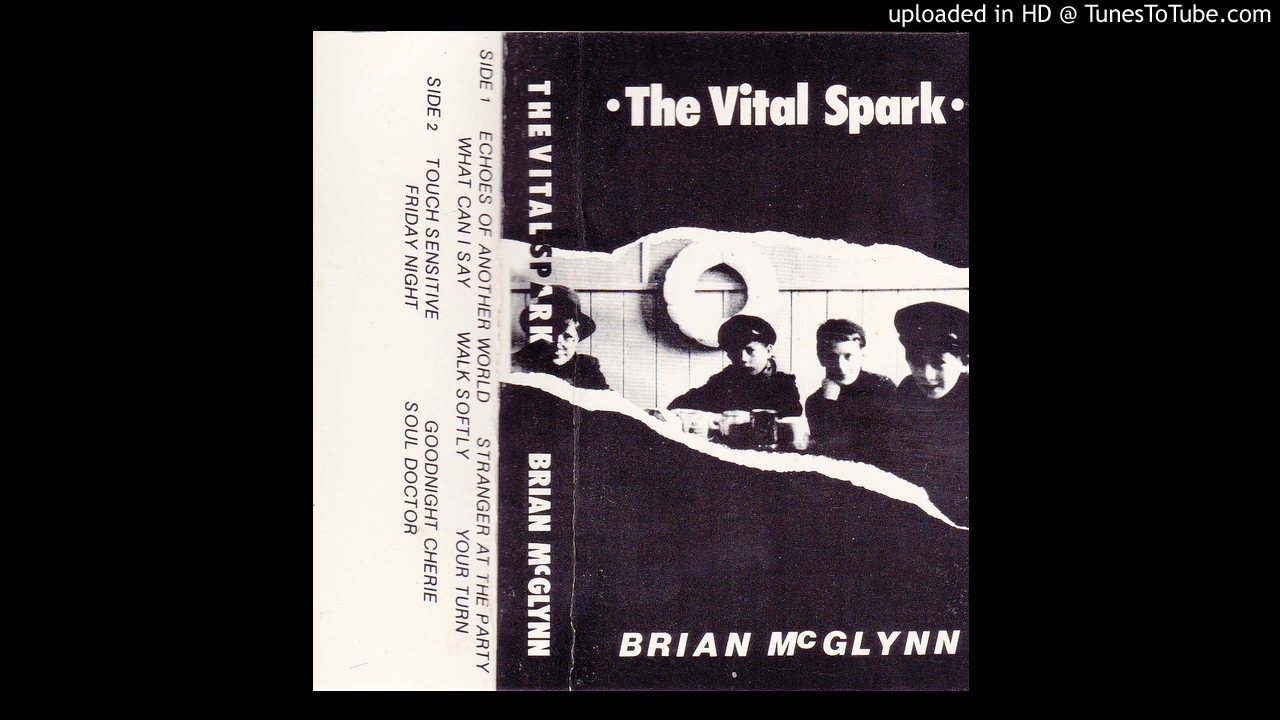 uploaded in HD @ TunesToTube.com
• The Vital Spark •
BRIAN McGLYNN
THE VITAL SPARK BRIAN McGLYNN
SIDE 1 ECHOES OF ANOTHER WORLD STRANGER AT THE PARTY
WHAT CAN I SAY WALK SOFTLY YOUR TURN
SIDE 2 TOUCH SENSITIVE GOODNIGHT CHERIE
FRIDAY NIGHT SOUL DOCTOR